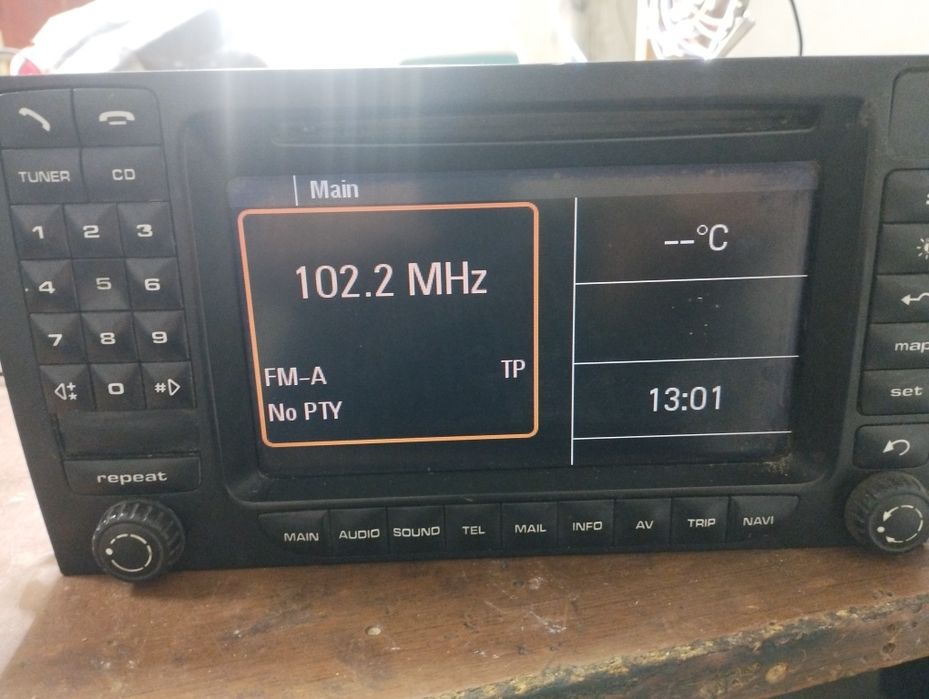 TUNER CD
1 2 3
4 5 6
7 8 9
+
* 0 #
repeat
Main
102.2 MHz
FM-A TP
No PTY
--°C
13:01
map
set
MAIN AUDIO SOUND TEL MAIL INFO AV TRIP NAVI